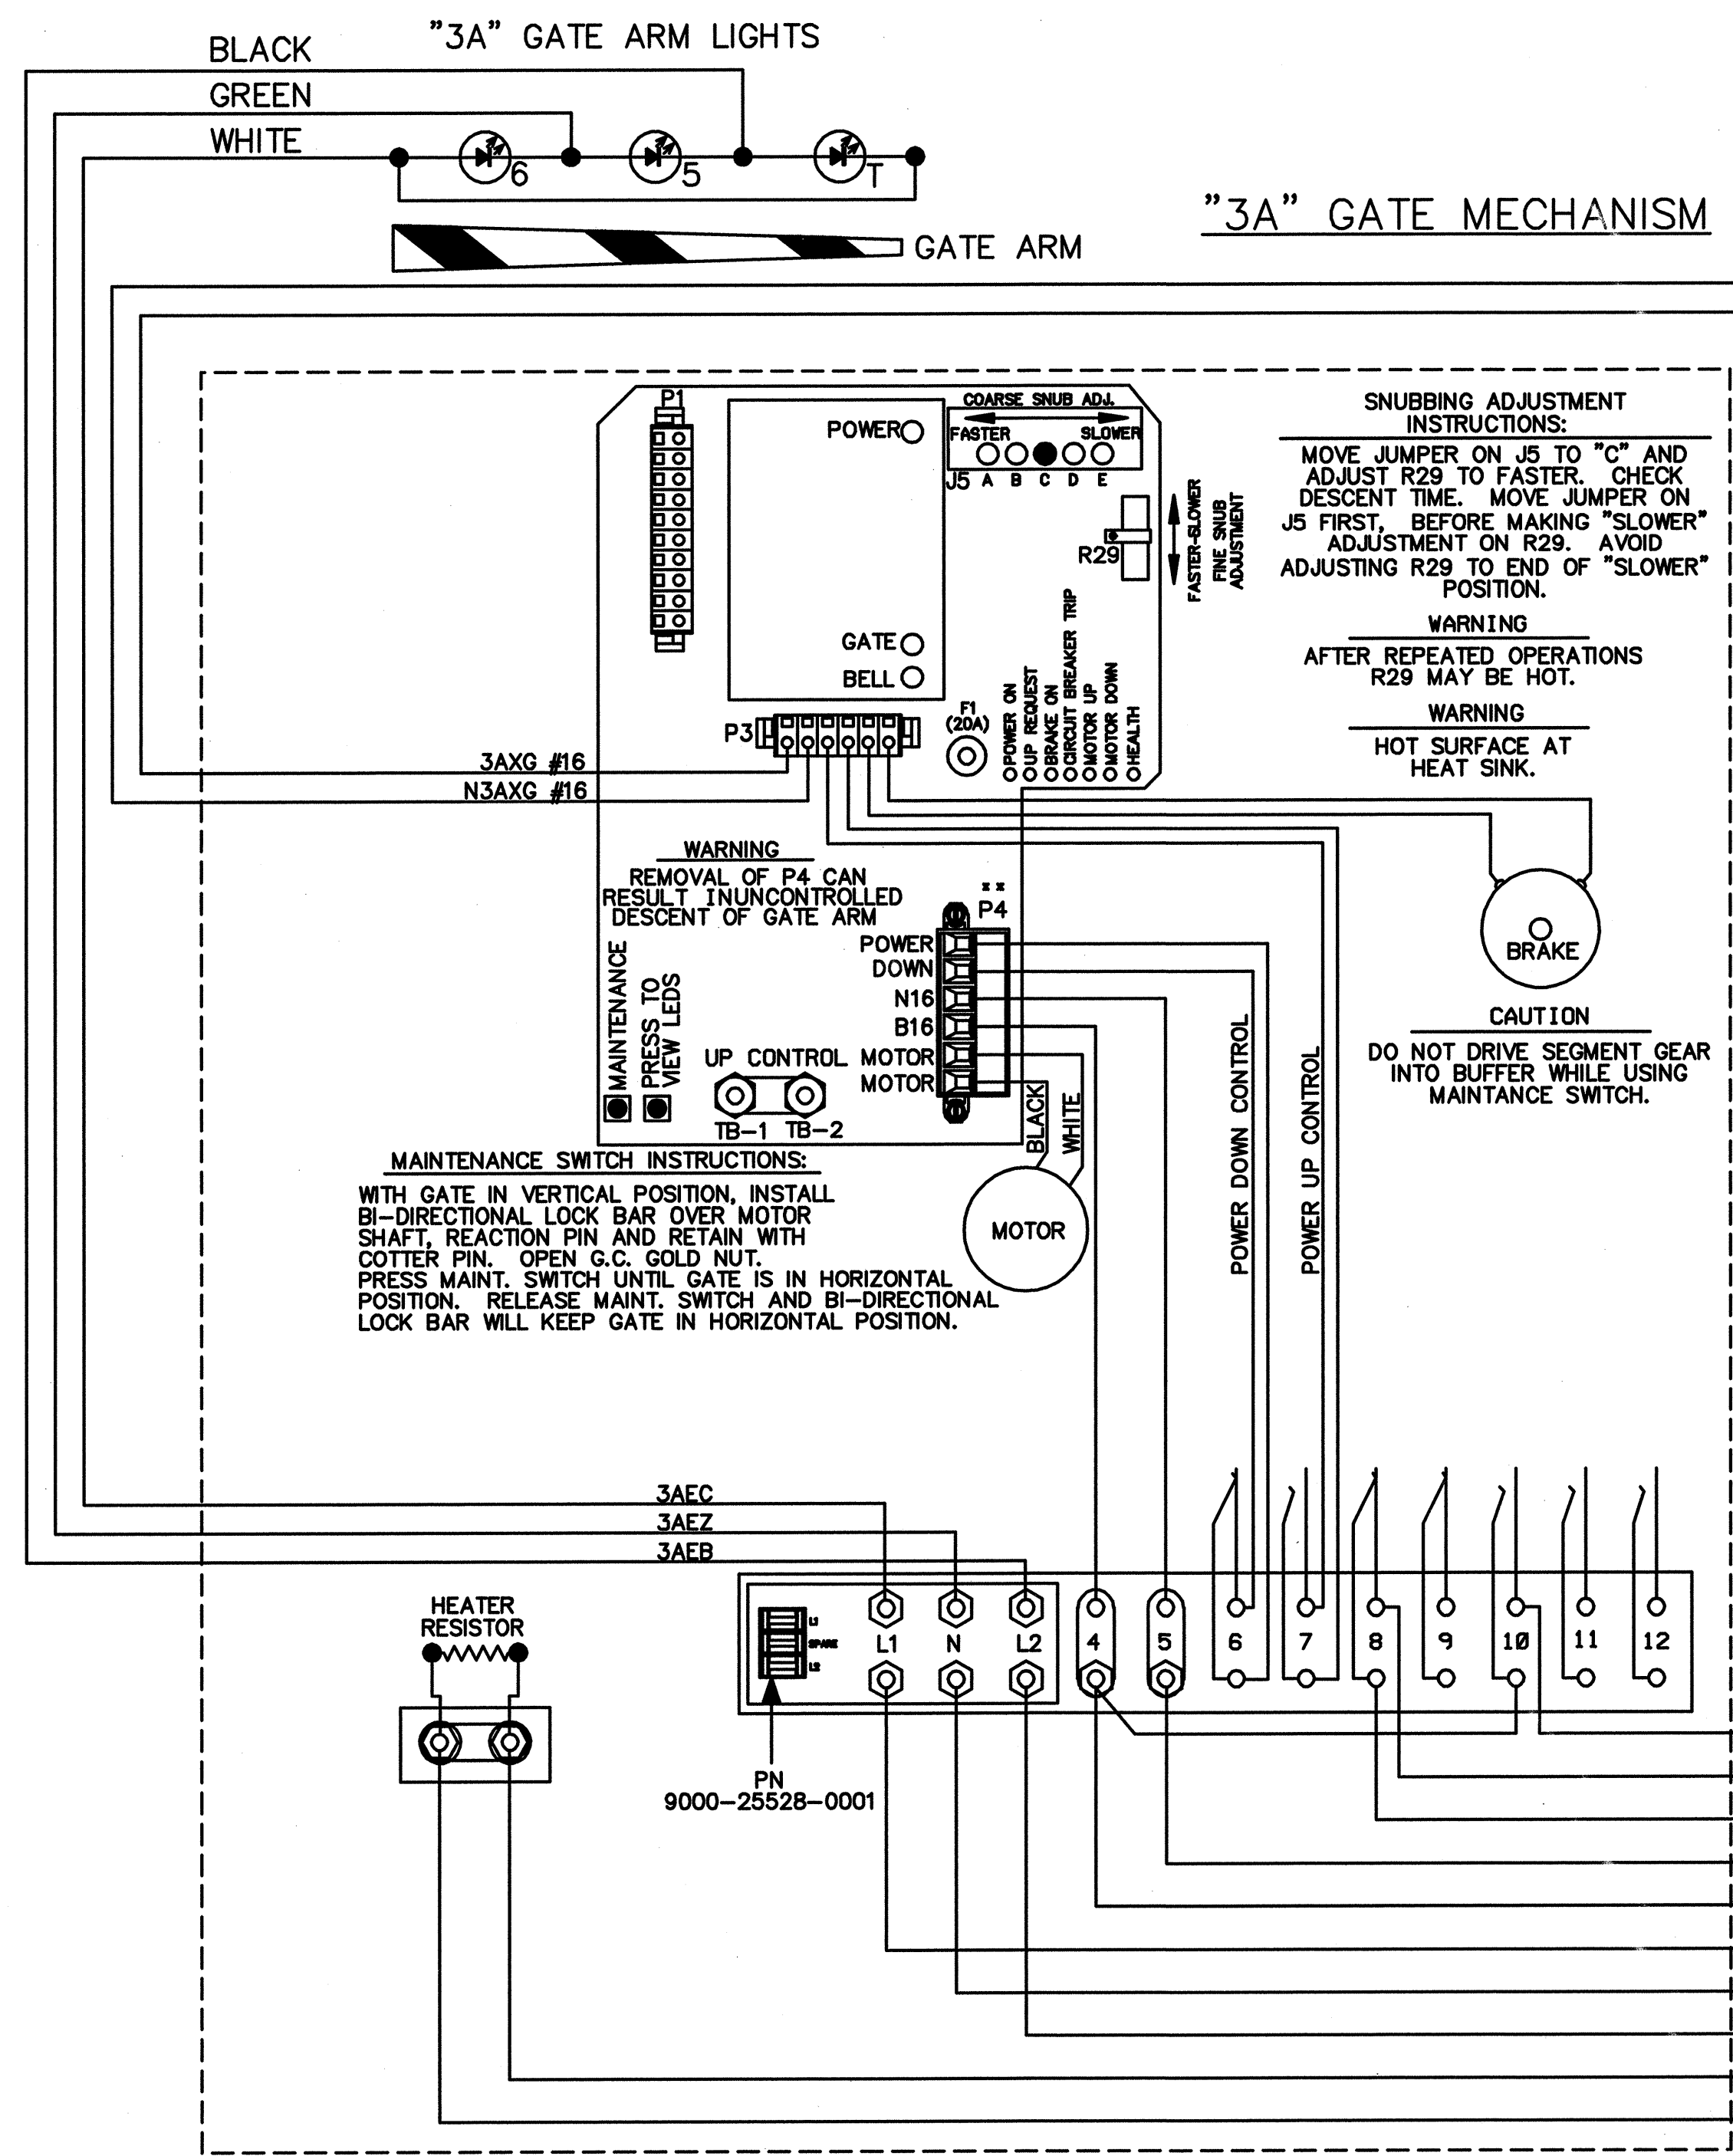 "3A" GATE ARM LIGHTS
BLACK
GREEN
WHITE
6
5
T
GATE ARM
"3A" GATE MECHANISM
P1
POWER
COARSE SNUB ADJ.
FASTER
SLOWER
J5 A B C D E
R29
FASTER-SLOWER
FINE SNUB
ADJUSTMENT
GATE
BELL
P3
F1
(20A)
POWER ON
UP REQUEST
BRAKE ON
CIRCUIT BREAKER TRIP
MOTOR UP
MOTOR DOWN
HEALTH
SNUBBING ADJUSTMENT
INSTRUCTIONS:
MOVE JUMPER ON J5 TO "C" AND
ADJUST R29 TO FASTER. CHECK
DESCENT TIME. MOVE JUMPER ON
J5 FIRST, BEFORE MAKING "SLOWER"
ADJUSTMENT ON R29. AVOID
ADJUSTING R29 TO END OF "SLOWER"
POSITION.
WARNING
AFTER REPEATED OPERATIONS
R29 MAY BE HOT.
WARNING
HOT SURFACE AT
HEAT SINK.
3AXG #16
N3AXG #16
WARNING
REMOVAL OF P4 CAN
RESULT INUNCONTROLLED
DESCENT OF GATE ARM
* *
P4
POWER
DOWN
N16
B16
MOTOR
MOTOR
MAINTENANCE
PRESS TO
VIEW LEDS
UP CONTROL
TB-1 TB-2
BLACK
WHITE
MOTOR
BRAKE
POWER DOWN CONTROL
POWER UP CONTROL
CAUTION
DO NOT DRIVE SEGMENT GEAR
INTO BUFFER WHILE USING
MAINTANCE SWITCH.
MAINTENANCE SWITCH INSTRUCTIONS:
WITH GATE IN VERTICAL POSITION, INSTALL
BI-DIRECTIONAL LOCK BAR OVER MOTOR
SHAFT, REACTION PIN AND RETAIN WITH
COTTER PIN. OPEN G.C. GOLD NUT.
PRESS MAINT. SWITCH UNTIL GATE IS IN HORIZONTAL
POSITION. RELEASE MAINT. SWITCH AND BI-DIRECTIONAL
LOCK BAR WILL KEEP GATE IN HORIZONTAL POSITION.
3AEC
3AEZ
3AEB
HEATER
RESISTOR
L1
SPARE
L2
L1 N L2 4 5 6 7 8 9 10 11 12
PN
9000-25528-0001